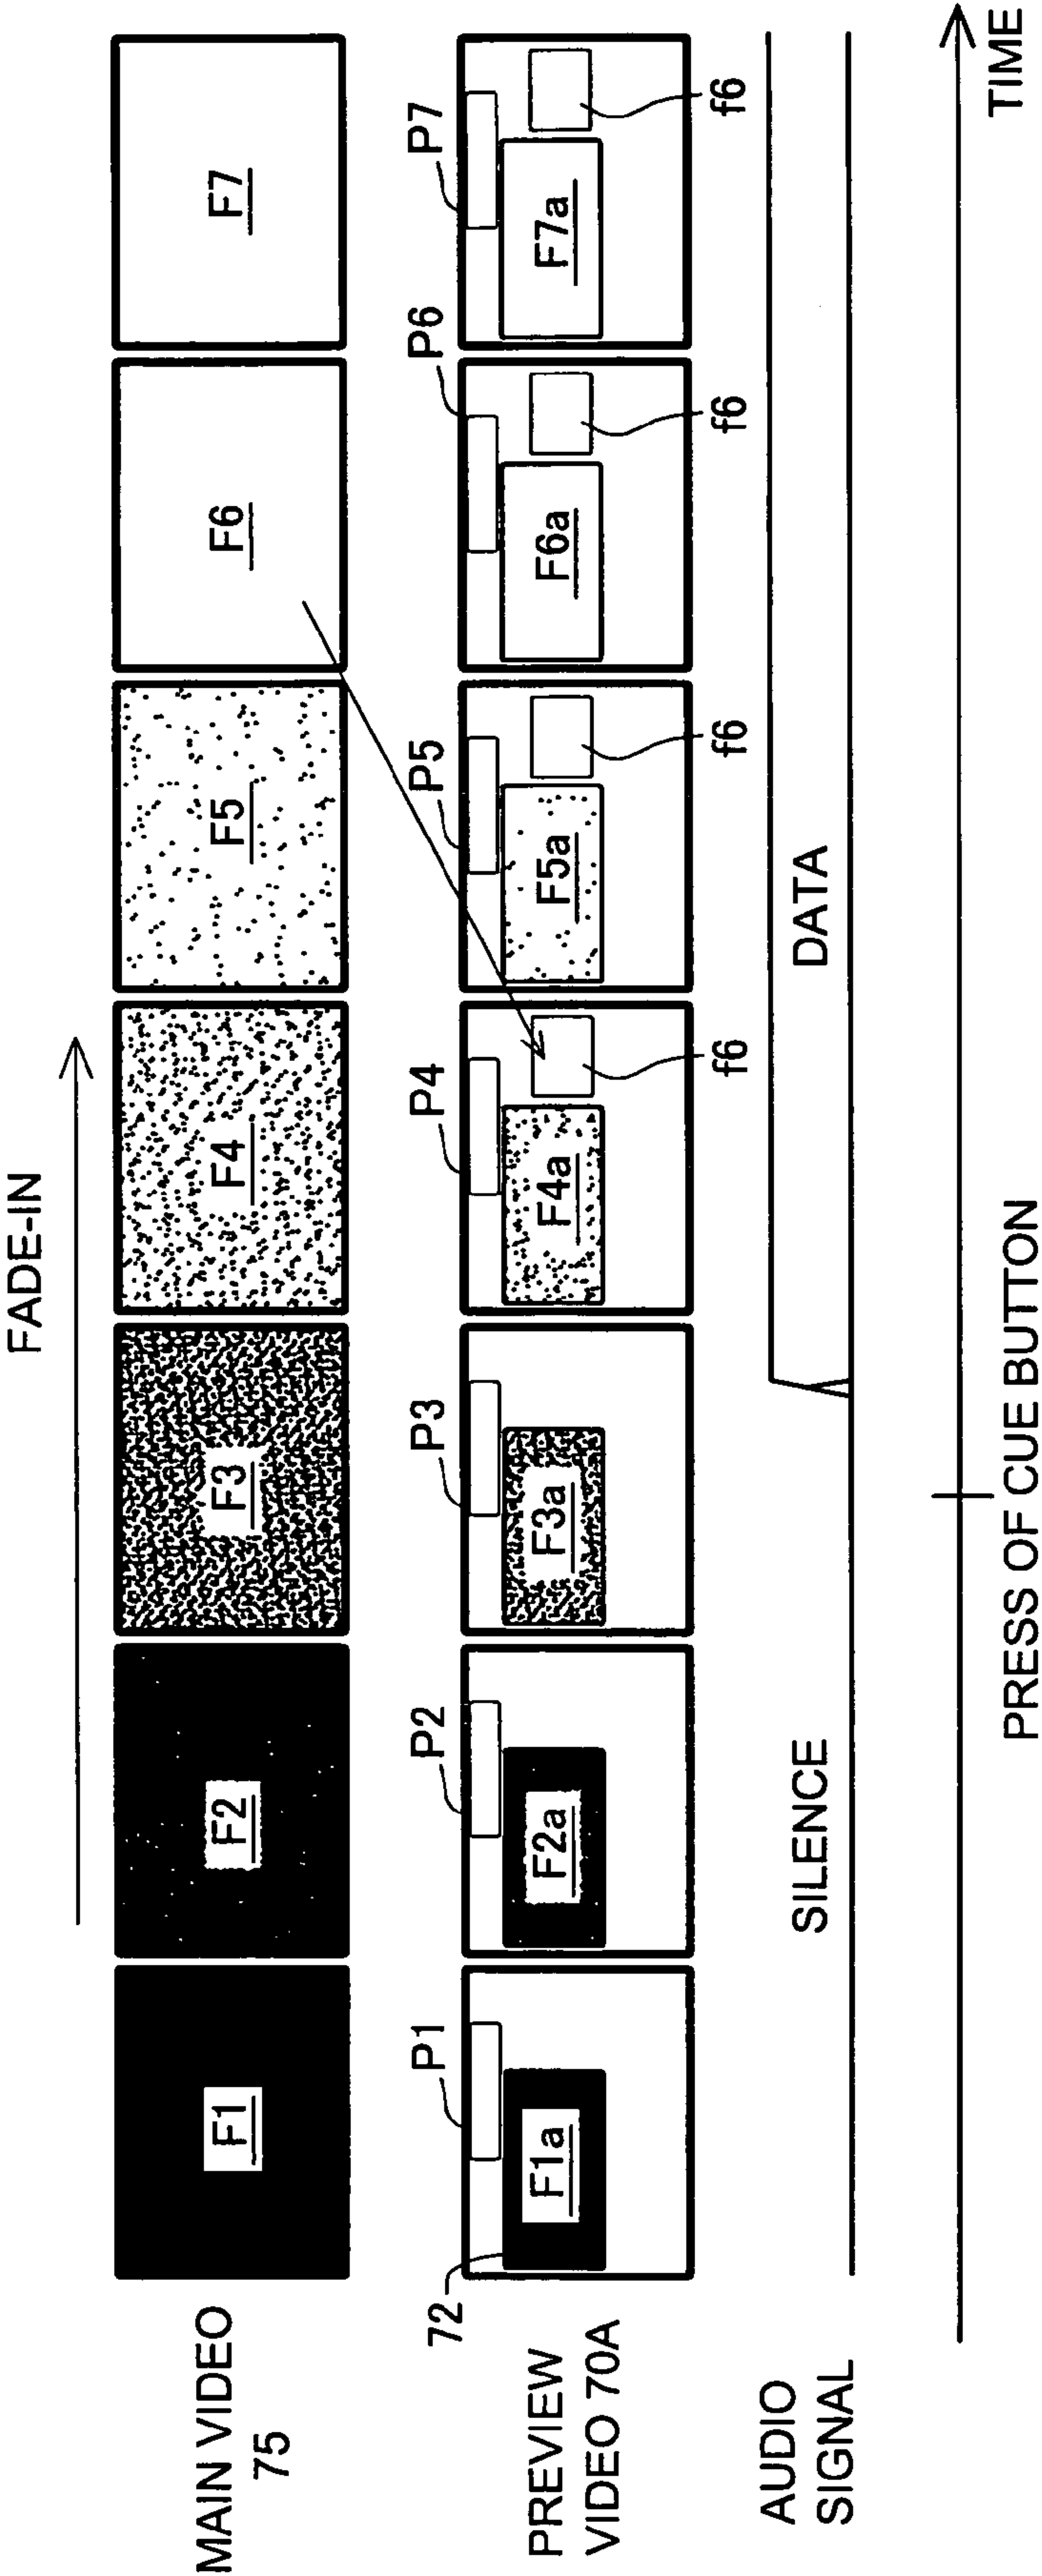 FADE-IN
MAIN VIDEO
75
F1
F2
F3
F4
F5
F6
F7
P1
P2
P3
P4
P5
P6
P7
72
PREVIEW
VIDEO 70A
F1a
F2a
F3a
F4a
F5a
F6a
F7a
f6
f6
f6
f6
AUDIO
SIGNAL
SILENCE
DATA
PRESS OF CUE BUTTON
TIME